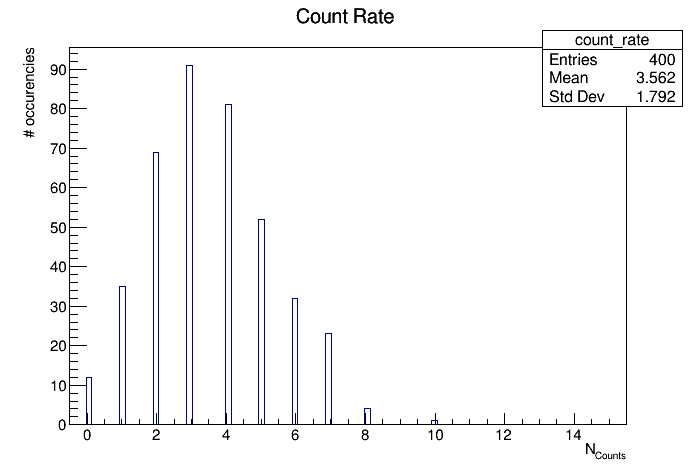 Count Rate
count_rate
Entries 400
Mean 3.562
Std Dev 1.792
# occurencies
90
80
70
60
50
40
30
20
10
0
0 2 4 6 8 10 12 14
N_Counts